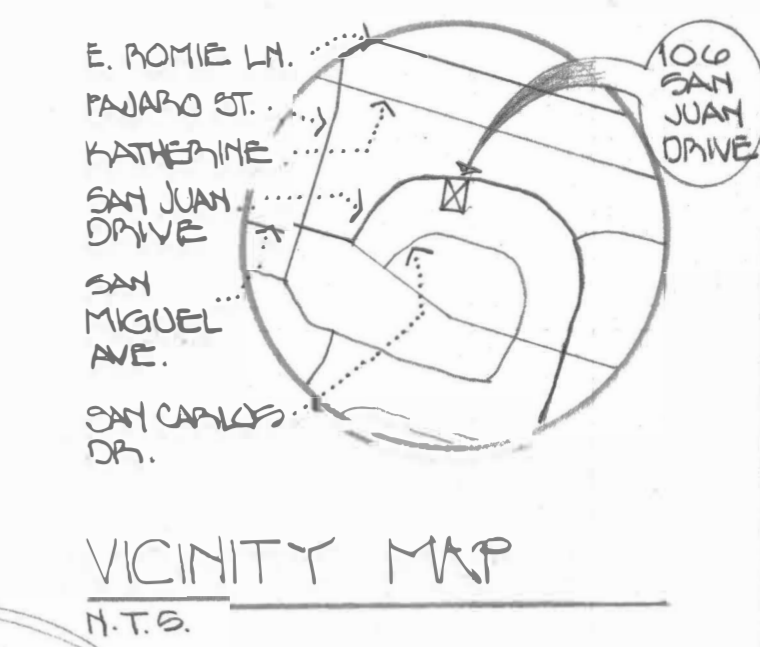 E. ROMIE LN.
PAJARO ST.
KATHERINE
SAN JUAN
DRIVE
SAN
MIGUEL
AVE.
SAN CARLOS
DR.
106
SAN
JUAN
DRIVE
VICINITY MAP
N.T.S.